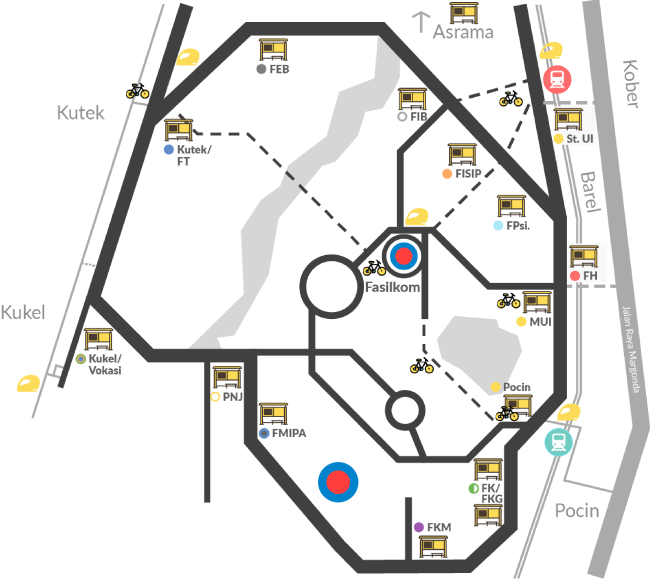 Asrama
FEB
Kober
Kutek
FIB
St. UI
Kutek/
FT
FISIP
Barel
FPsi.
FH
Fasilkom
Kukel
MUI
Jalan Raya Margonda
Kukel/
Vokasi
Pocin
PNJ
FMIPA
FK/
FKG
Pocin
FKM